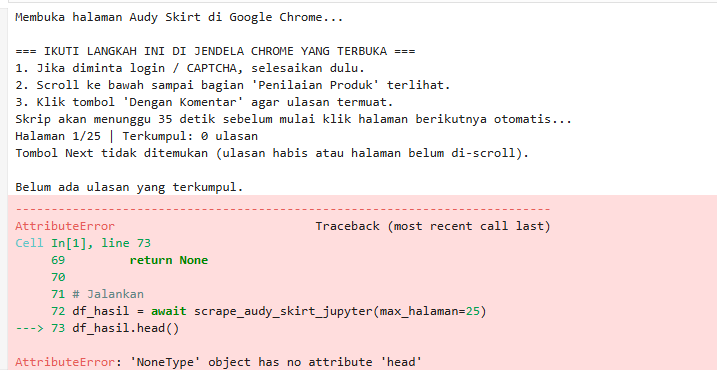 Membuka halaman Audy Skirt di Google Chrome...

=== IKUTI LANGKAH INI DI JENDELA CHROME YANG TERBUKA ===
1. Jika diminta login / CAPTCHA, selesaikan dulu.
2. Scroll ke bawah sampai bagian 'Penilaian Produk' terlihat.
3. Klik tombol 'Dengan Komentar' agar ulasan termuat.
Skrip akan menunggu 35 detik sebelum mulai klik halaman berikutnya otomatis...
Halaman 1/25 | Terkumpul: 0 ulasan
Tombol Next tidak ditemukan (ulasan habis atau halaman belum di-scroll).

Belum ada ulasan yang terkumpul.
---------------------------------------------------------------------------
AttributeError                            Traceback (most recent call last)
Cell In[1], line 73
     69         return None
     70
     71 # Jalankan
     72 df_hasil = await scrape_audy_skirt_jupyter(max_halaman=25)
---> 73 df_hasil.head()

AttributeError: 'NoneType' object has no attribute 'head'